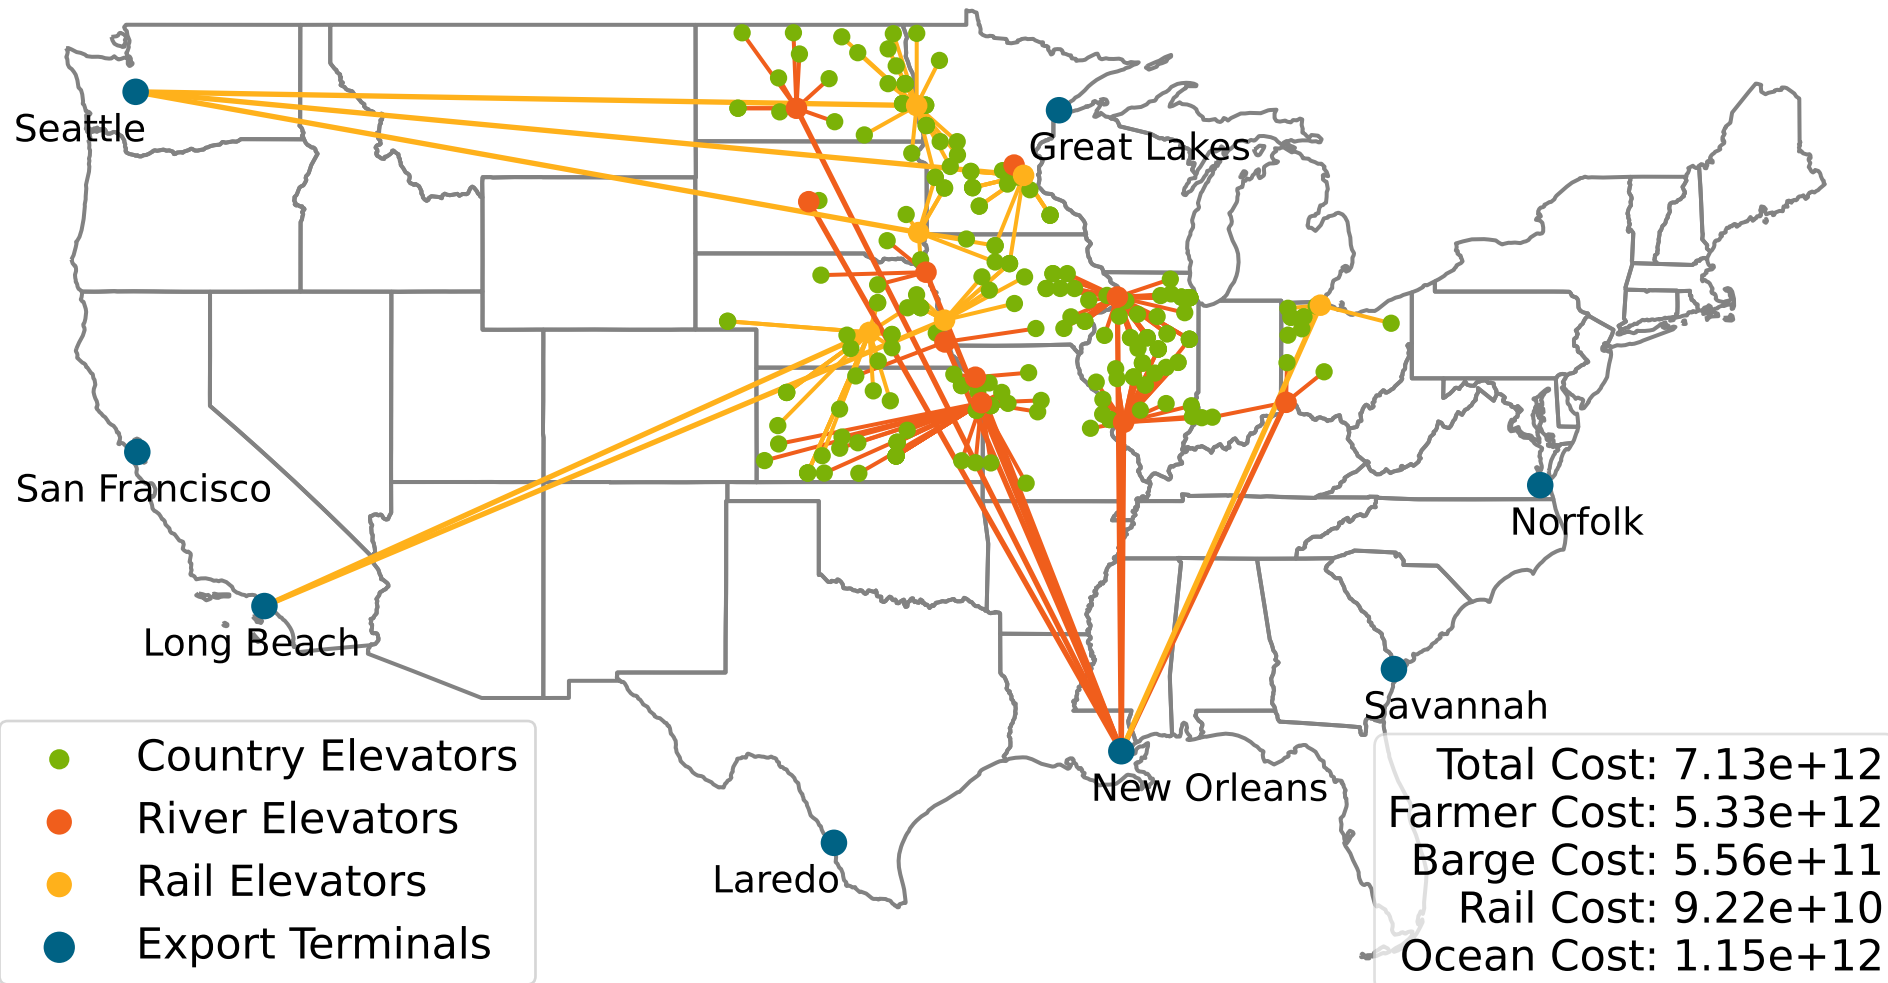 Seattle
Great Lakes
San Francisco
Norfolk
Long Beach
Savannah
New Orleans
Laredo
Country Elevators
River Elevators
Rail Elevators
Export Terminals
Total Cost: 7.13e+12
Farmer Cost: 5.33e+12
Barge Cost: 5.56e+11
Rail Cost: 9.22e+10
Ocean Cost: 1.15e+12